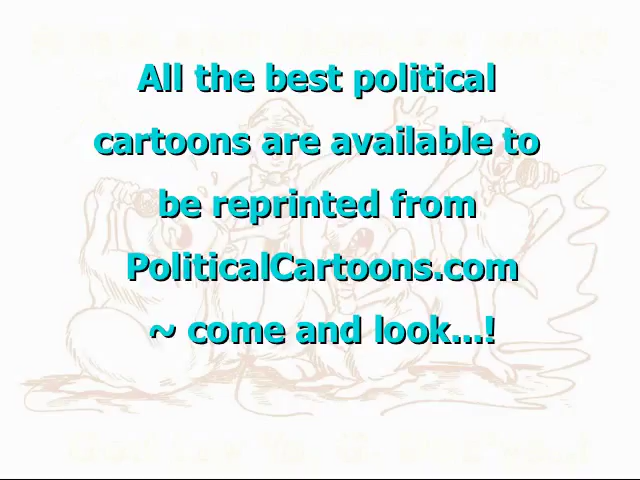 All the best political
cartoons are available to
be reprinted from
PoliticalCartoons.com
~ come and look...!